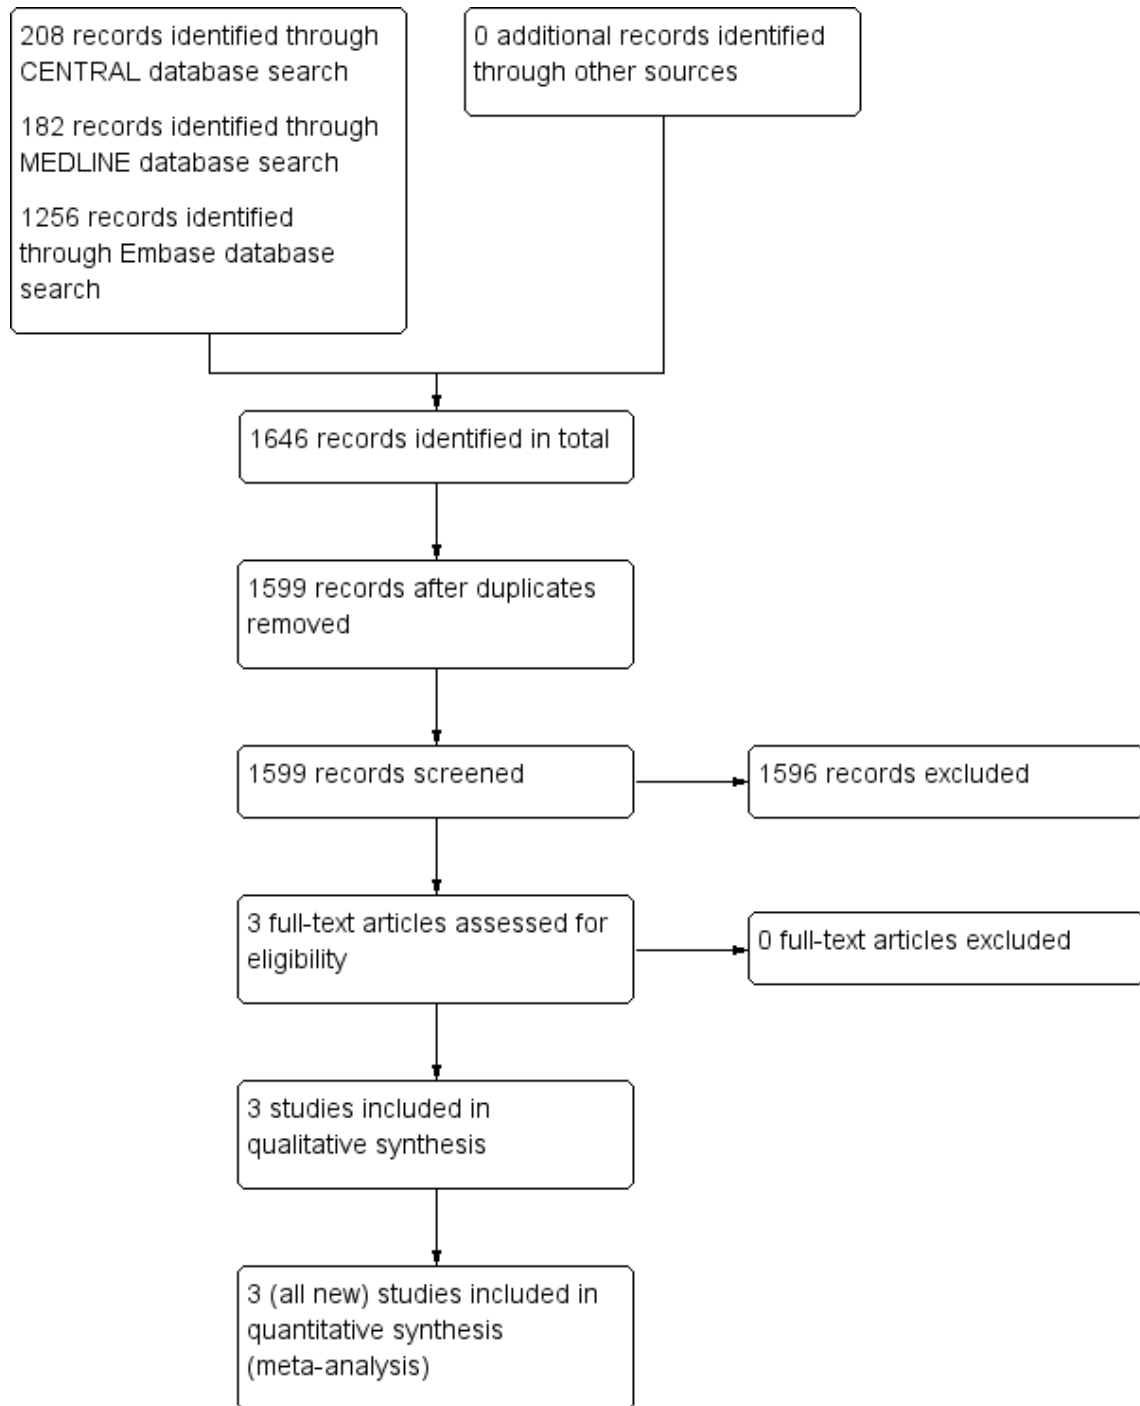 208 records identified through
CENTRAL database search
182 records identified through
MEDLINE database search
1256 records identified
through Embase database
search
0 additional records identified
through other sources
1646 records identified in total
1599 records after duplicates
removed
1599 records screened
1596 records excluded
3 full-text articles assessed for
eligibility
0 full-text articles excluded
3 studies included in
qualitative synthesis
3 (all new) studies included in
quantitative synthesis
(meta-analysis)